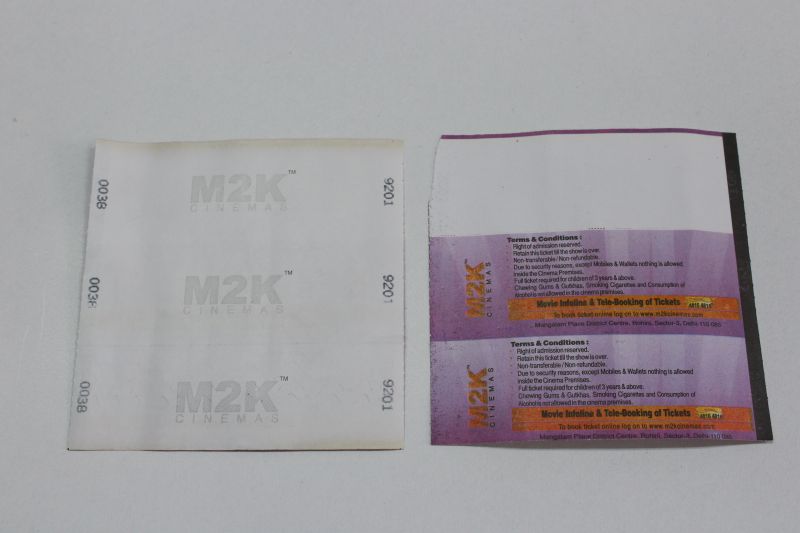 0038
M2K™
CINEMAS
9201
M2K™
CINEMAS
9201
0038
M2K™
CINEMAS
9201
Terms & Conditions :
Right of admission reserved.
Retain this ticket till the show is over.
Non-transferable / Non-refundable.
Due to security reasons, except Mobiles & Wallets nothing is allowed
inside the Cinema Premises.
Full ticket required for children of 3 years & above.
Chewing Gums & Gutkhas, Smoking Cigarettes and Consumption of
Alcohol is not allowed in the cinema premises.
M2K
CINEMAS
Movie Infoline & Tele-Booking of Tickets
To book ticket online log on to www.m2kcinemas.com
Mangalam Place District Centre, Rohini, Sector-3, Delhi-110 085
Terms & Conditions :
Right of admission reserved.
Retain this ticket till the show is over.
Non-transferable / Non-refundable.
Due to security reasons, except Mobiles & Wallets nothing is allowed
inside the Cinema Premises.
Full ticket required for children of 3 years & above.
Chewing Gums & Gutkhas, Smoking Cigarettes and Consumption of
Alcohol is not allowed in the cinema premises.
M2K
CINEMAS
Movie Infoline & Tele-Booking of Tickets
To book ticket online log on to www.m2kcinemas.com
Mangalam Place District Centre, Rohini, Sector-3, Delhi-110 085